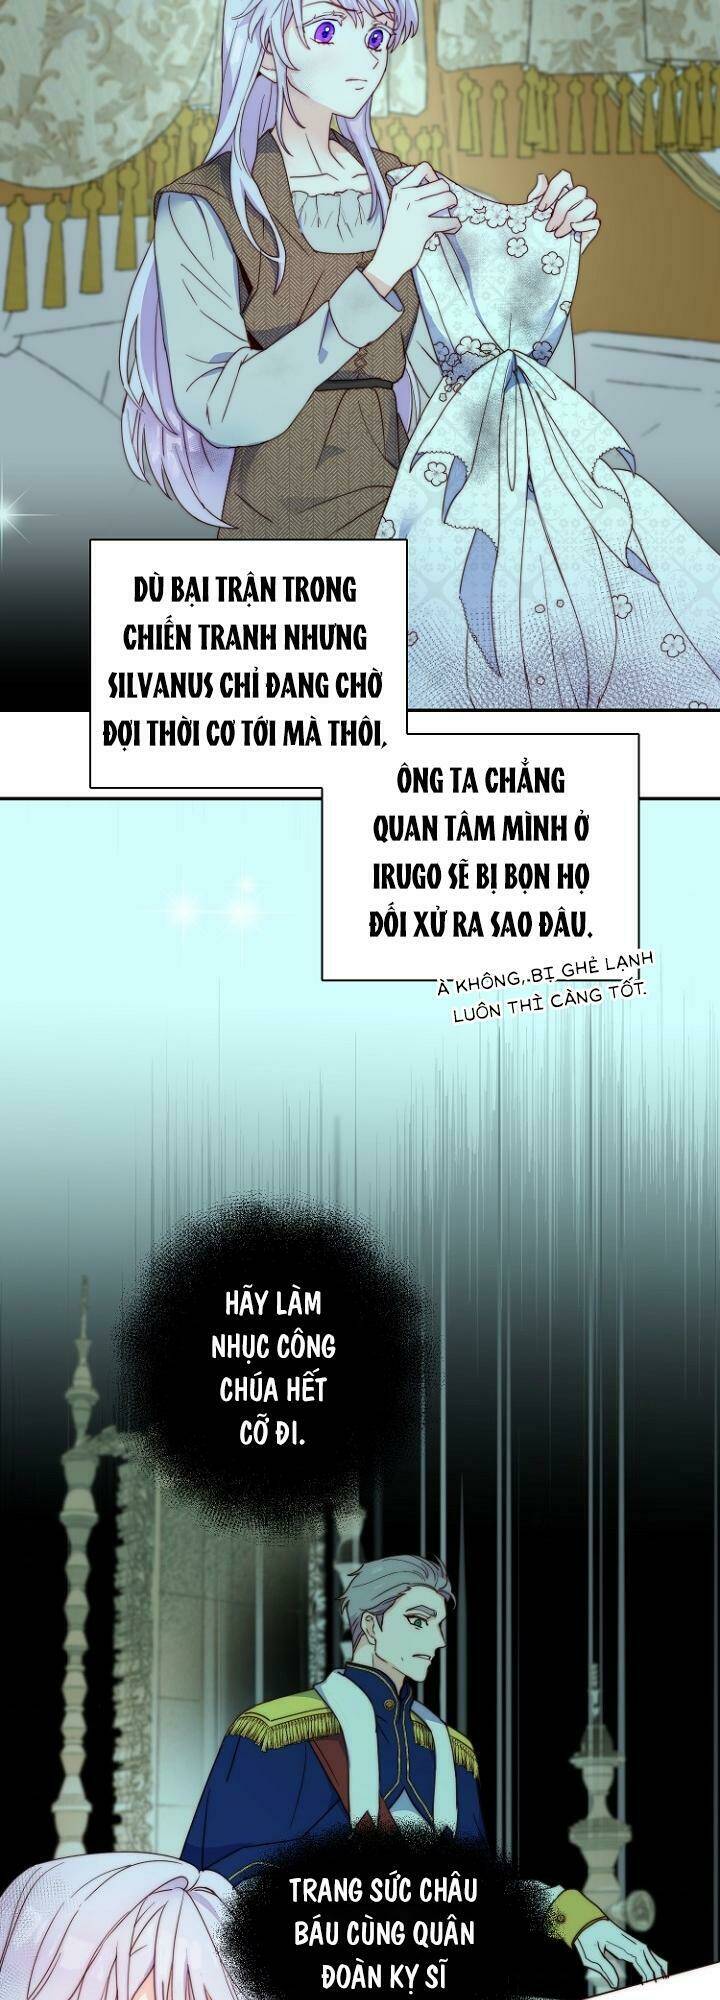 DÙ BẠI TRẬN TRONG
CHIẾN TRANH NHƯNG
SILVANUS CHỈ ĐANG CHỜ
ĐỢI THỜI CƠ TỚI MÀ THÔI,
ÔNG TA CHẲNG
QUAN TÂM MÌNH Ở
IRUGO SẼ BỊ BỌN HỌ
ĐỐI XỬ RA SAO ĐÂU.
À KHÔNG, BỊ GHẺ LẠNH
LUÔN THÌ CÀNG TỐT.
HÃY LÀM
NHỤC CÔNG
CHÚA HẾT
CỠ ĐI.
TRANG SỨC CHÂU
BÁU CÙNG QUÂN
ĐOÀN KỴ SĨ